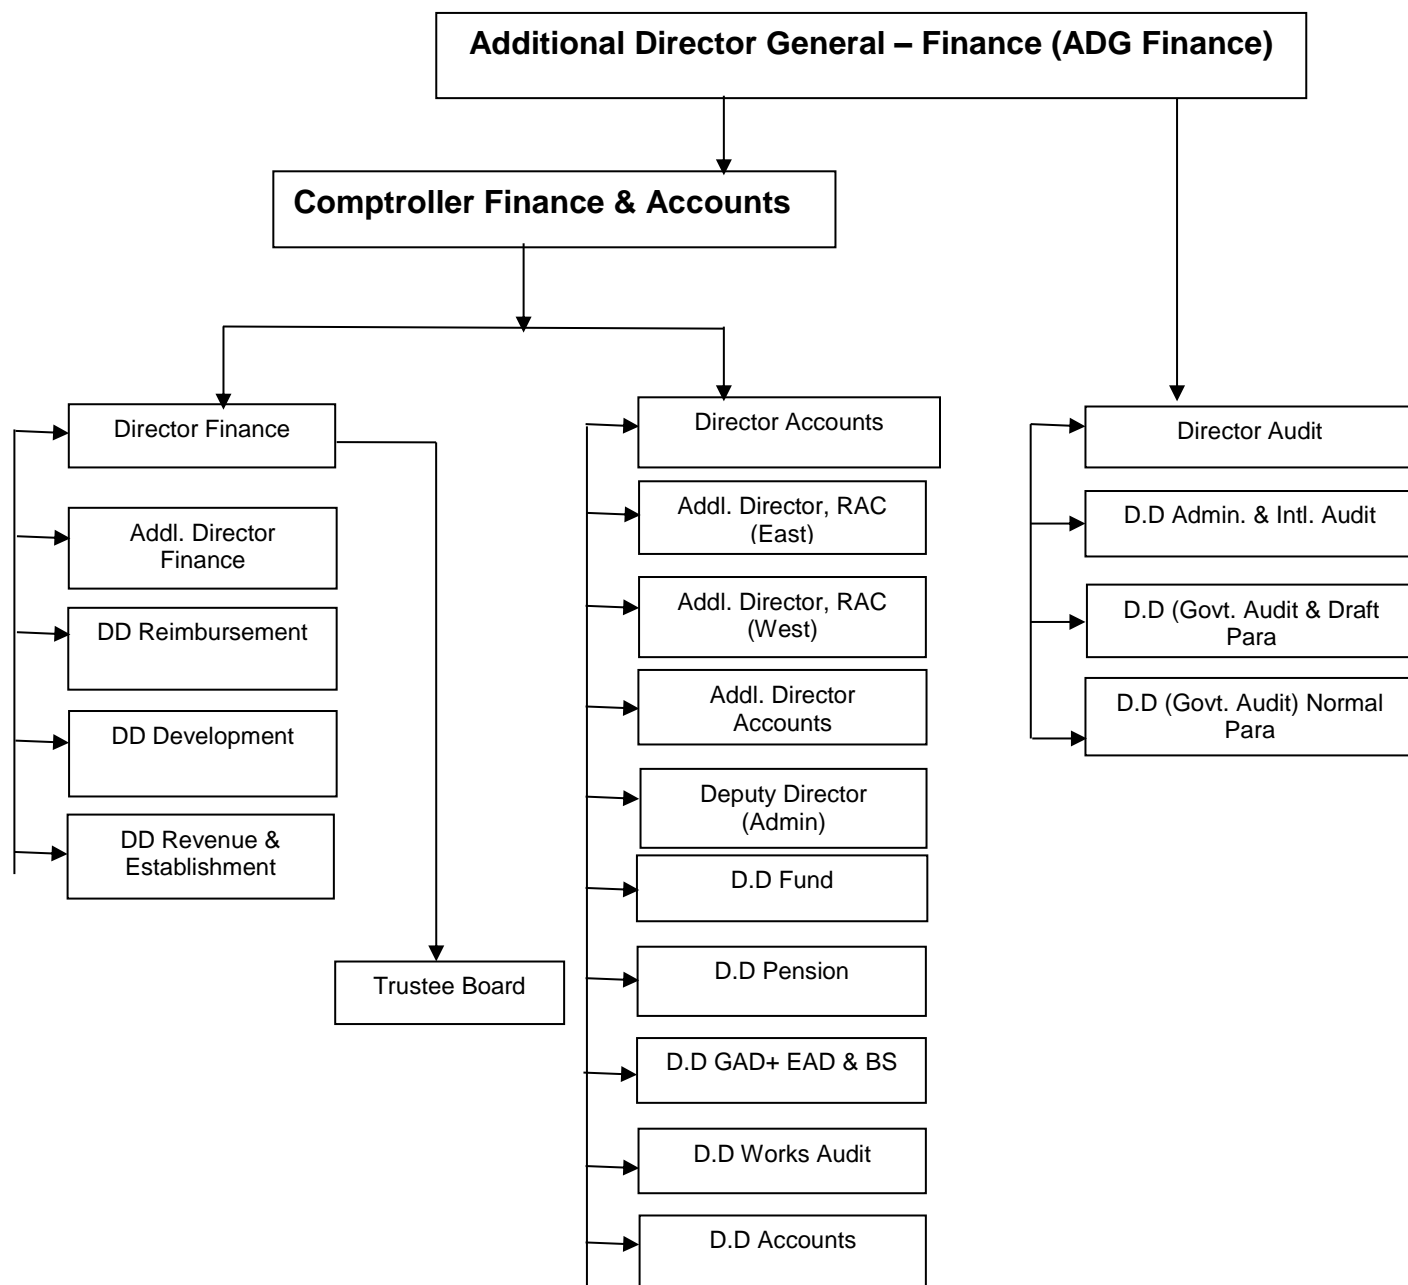 Additional Director General – Finance (ADG Finance)
Comptroller Finance & Accounts
Director Finance
Addl. Director
Finance
DD Reimbursement
DD Development
DD Revenue &
Establishment
Trustee Board
Director Accounts
Addl. Director, RAC
(East)
Addl. Director, RAC
(West)
Addl. Director
Accounts
Deputy Director
(Admin)
D.D Fund
D.D Pension
D.D GAD+ EAD & BS
D.D Works Audit
D.D Accounts
Director Audit
D.D Admin. & Intl. Audit
D.D (Govt. Audit & Draft
Para
D.D (Govt. Audit) Normal
Para